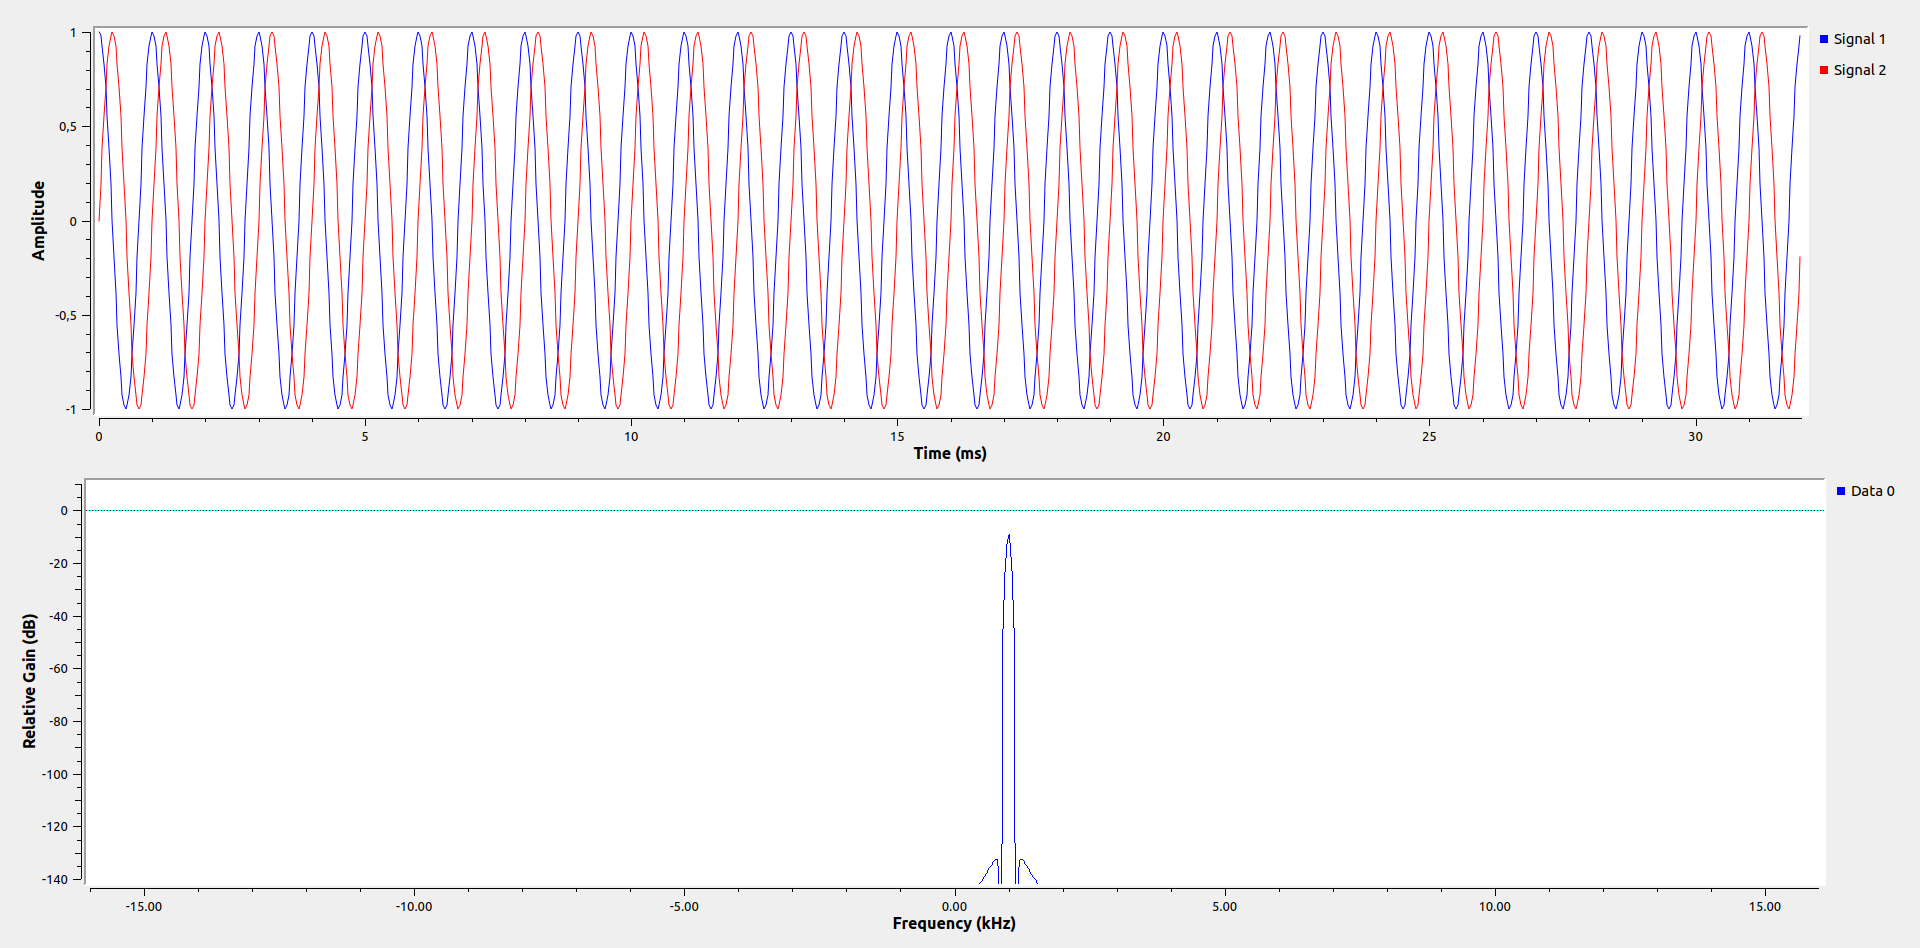 1
0,5
0
-0,5
-1
Amplitude
0 5 10 15 20 25 30
Time (ms)
Signal 1
Signal 2
0
-20
-40
-60
-80
-100
-120
-140
Relative Gain (dB)
-15.00 -10.00 -5.00 0.00 5.00 10.00 15.00
Frequency (kHz)
Data 0